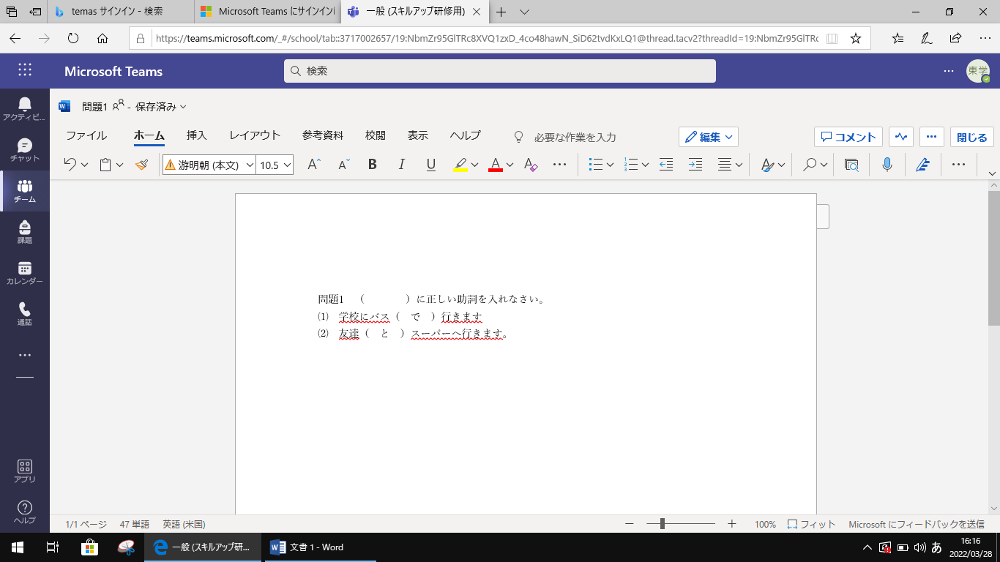 temas サインイン - 検索
Microsoft Teams にサインイン
一般 (スキルアップ研修用)
https://teams.microsoft.com/_#/school/tab::3717002657/19:NbmZr95GlTRc8XVQ1zxD_4co48hawN_SiD62tvdKxLQ1@thread.tacv2?threadId=19:NbmZr95GlTRc
Microsoft Teams
検索
東学
アクティビ...
チャット
チーム
課題
カレンダー
通話
アプリ
ヘルプ
問題1 - 保存済み
ファイル ホーム 挿入 レイアウト 参考資料 校閲 表示 ヘルプ 必要な作業を入力 編集 コメント 閉じる
游明朝 (本文) 10.5 B I U A
問題1 （　　　　）に正しい助詞を入れなさい。
(1) 学校にバス（　で　）行きます
(2) 友達（　と　）スーパーへ行きます。
1/1 ページ 47 単語 英語 (米国) 100% フィット Microsoft にフィードバックを送信
一般 (スキルアップ研... 文書 1 - Word あ 16:16
2022/03/28